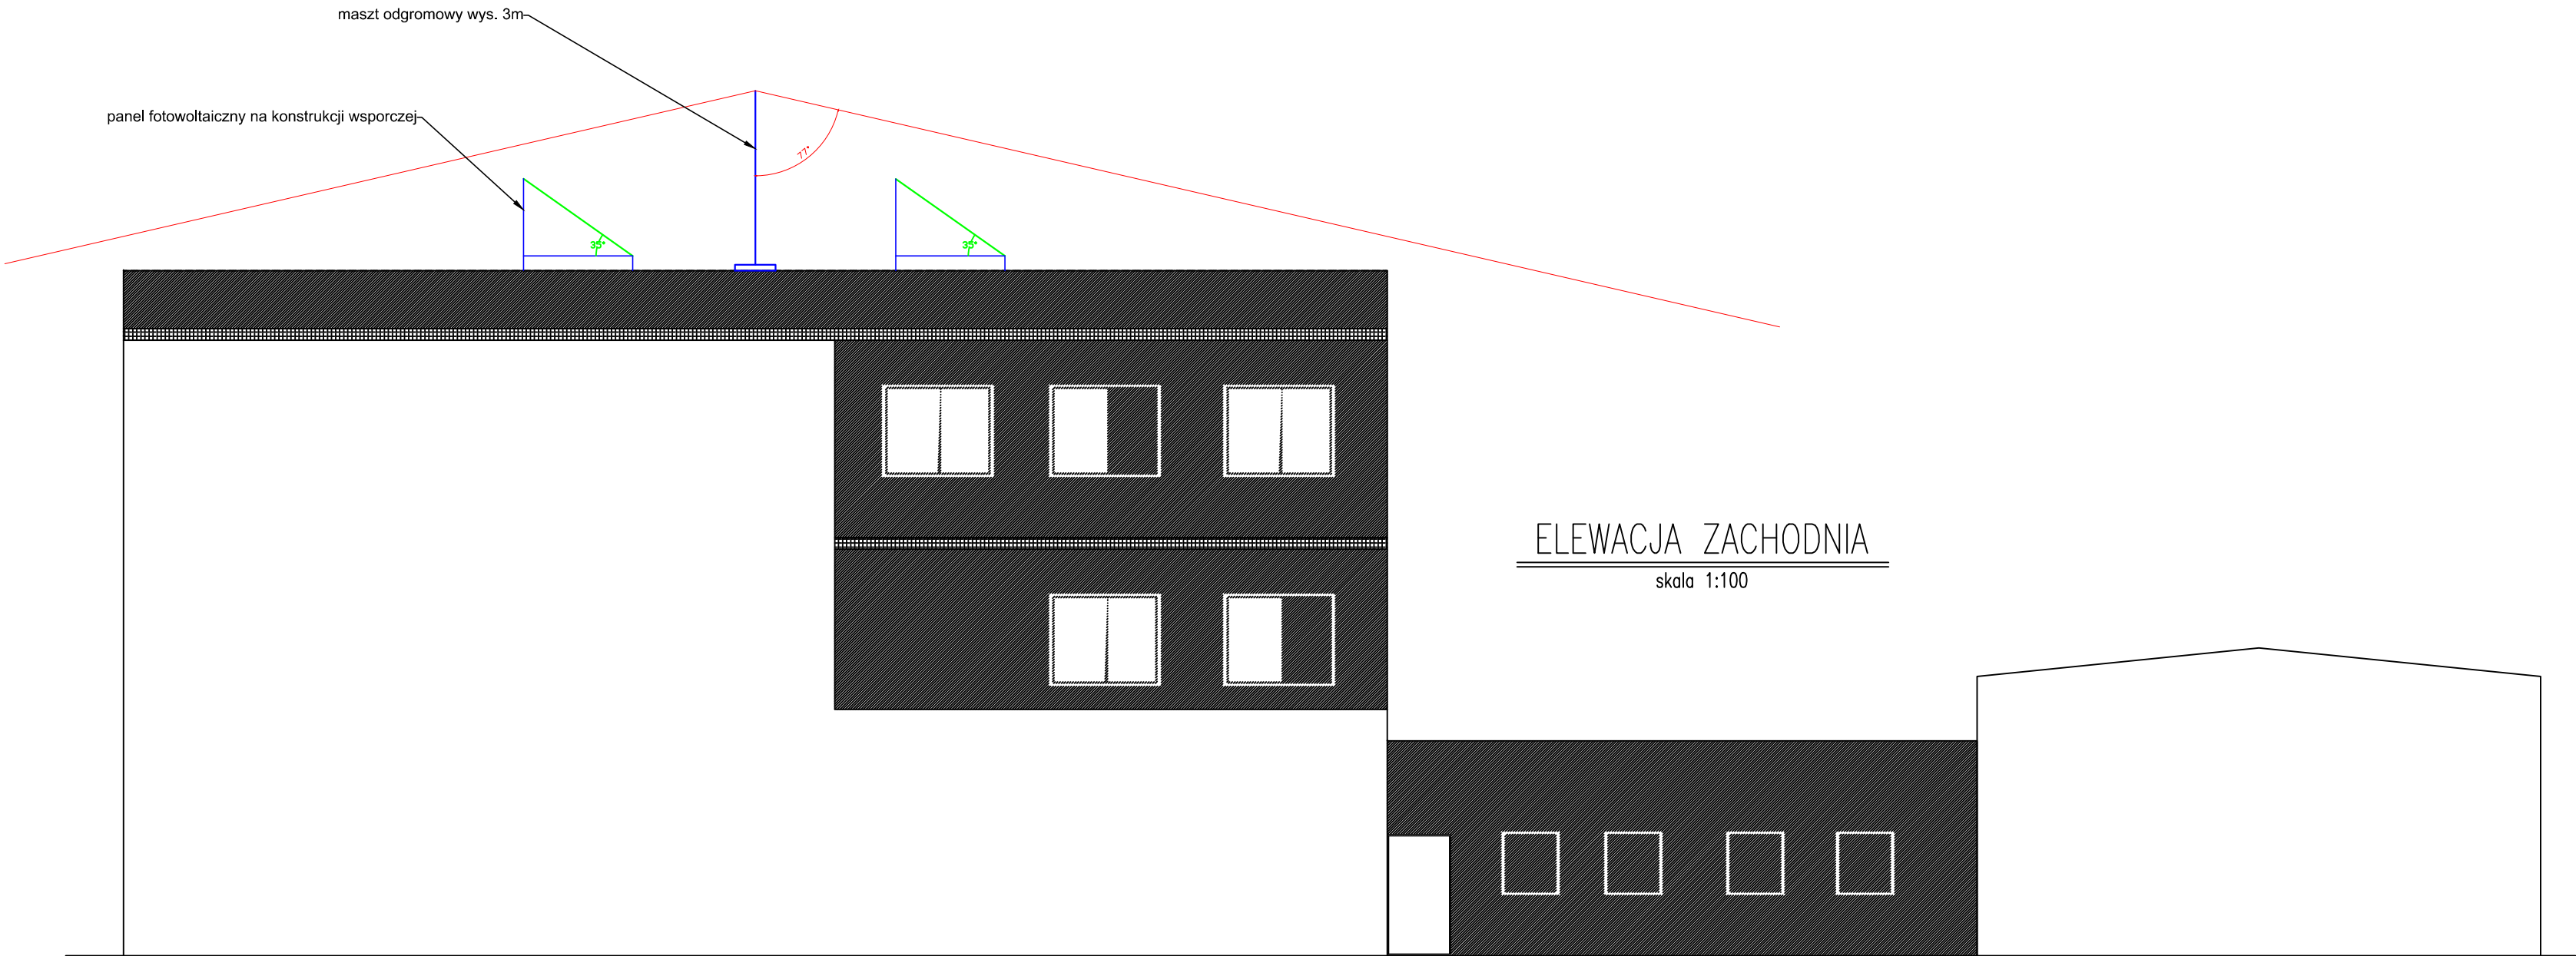 maszt odgromowy wys. 3m
panel fotowoltaiczny na konstrukcji wsporczej
77°
35°
35°
ELEWACJA ZACHODNIA
skala 1:100